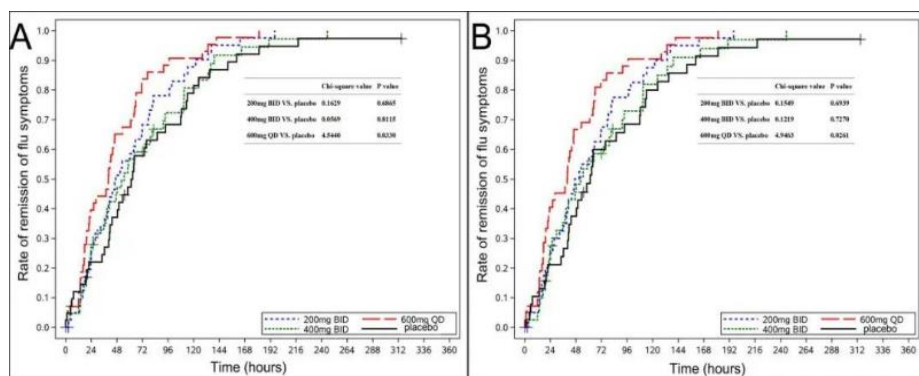 A
Rate of remission of flu symptoms
1.0
0.9
0.8
0.7
0.6
0.5
0.4
0.3
0.2
0.1
0.0
Chi-square value P value
200mg BID VS. placebo 0.1629 0.6865
400mg BID VS. placebo 0.0569 0.8115
600mg QD VS. placebo 4.5440 0.0330
200mg BID 600mg QD
400mg BID placebo
0 24 48 72 96 120 144 168 192 216 240 264 288 312 336 360
Time (hours)
B
Rate of remission of flu symptoms
1.0
0.9
0.8
0.7
0.6
0.5
0.4
0.3
0.2
0.1
0.0
Chi-square value P value
200mg BID VS. placebo 0.1549 0.6939
400mg BID VS. placebo 0.1219 0.7270
600mg QD VS. placebo 4.9463 0.0261
200mg BID 600mg QD
400mg BID placebo
0 24 48 72 96 120 144 168 192 216 240 264 288 312 336 360
Time (hours)